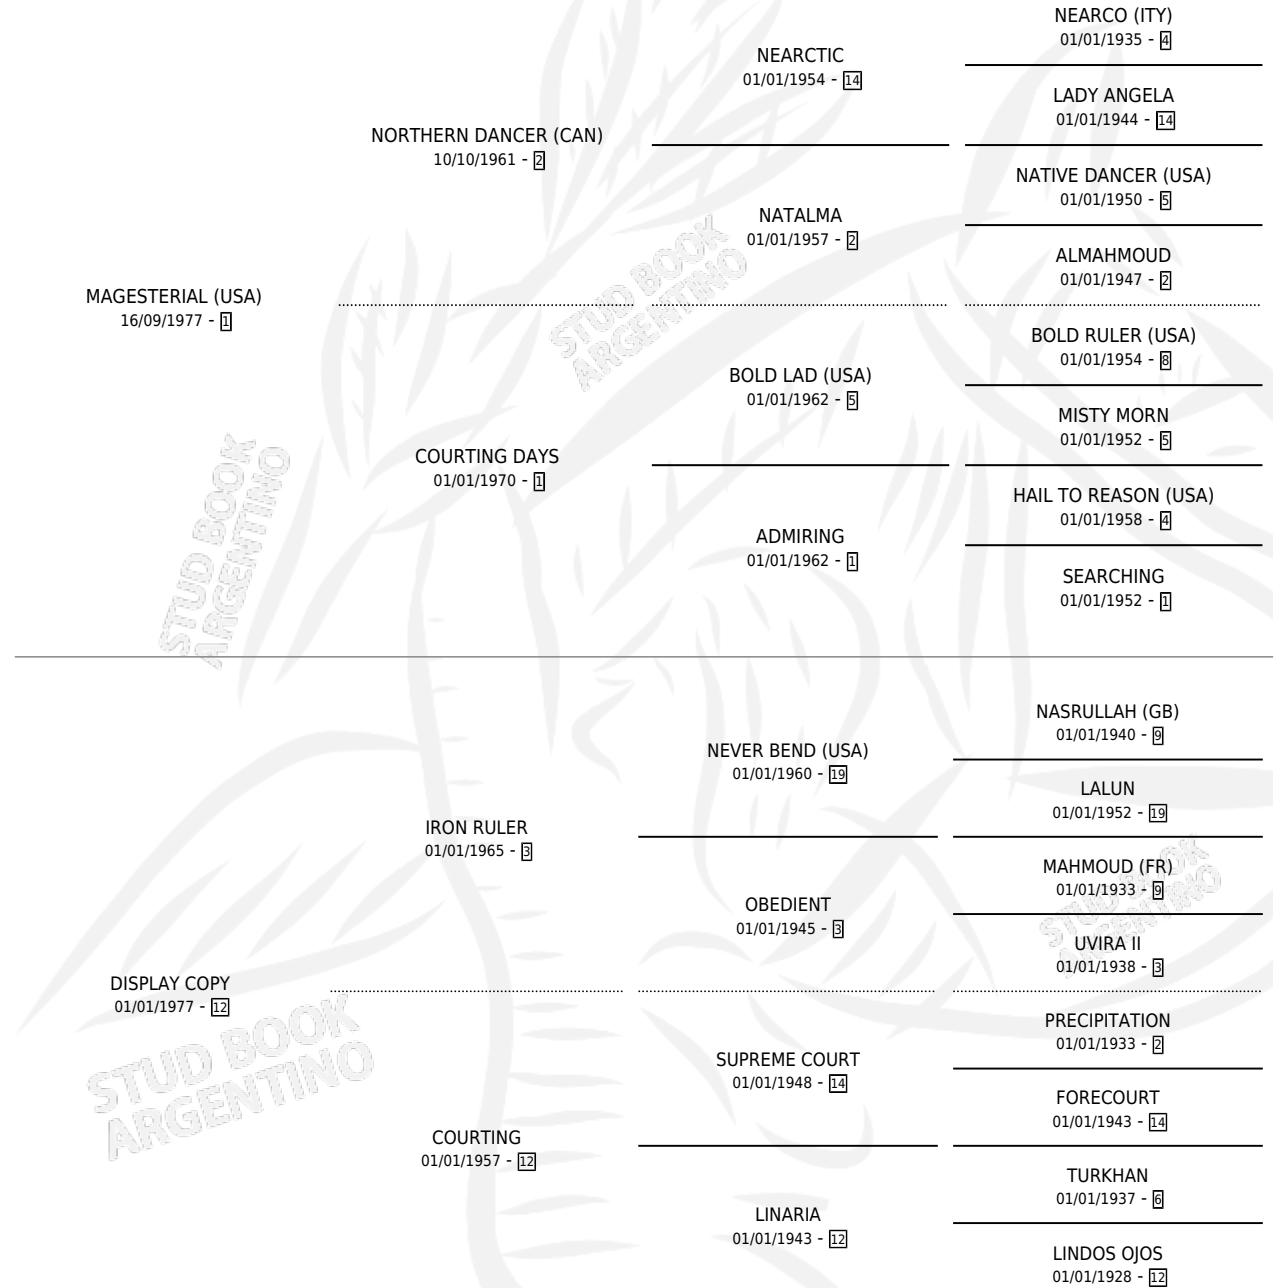 NEARCO (ITY)
01/01/1935 - 4
NEARCTIC
01/01/1954 - 14
LADY ANGELA
01/01/1944 - 14
NORTHERN DANCER (CAN)
10/10/1961 - 2
NATIVE DANCER (USA)
01/01/1950 - 5
NATALMA
01/01/1957 - 2
ALMAHMOUD
01/01/1947 - 2
MAGESTERIAL (USA)
16/09/1977 - 1
BOLD RULER (USA)
01/01/1954 - 8
BOLD LAD (USA)
01/01/1962 - 5
MISTY MORN
01/01/1952 - 5
COURTING DAYS
01/01/1970 - 1
HAIL TO REASON (USA)
01/01/1958 - 4
ADMIRING
01/01/1962 - 1
SEARCHING
01/01/1952 - 1
STUD BOOK
ARGENTINO
STUD BOOK
ARGENTINO
NASRULLAH (GB)
01/01/1940 - 9
NEVER BEND (USA)
01/01/1960 - 19
LALUN
01/01/1952 - 19
IRON RULER
01/01/1965 - 3
MAHMOUD (FR)
01/01/1933 - 9
OBEDIENT
01/01/1945 - 3
UVIRA II
01/01/1938 - 3
DISPLAY COPY
01/01/1977 - 12
PRECIPITATION
01/01/1933 - 2
SUPREME COURT
01/01/1948 - 14
FORECOURT
01/01/1943 - 14
COURTING
01/01/1957 - 12
TURKHAN
01/01/1937 - 6
LINARIA
01/01/1943 - 12
LINDOS OJOS
01/01/1928 - 12
STUD BOOK
ARGENTINO
STUD BOOK
ARGENTINO